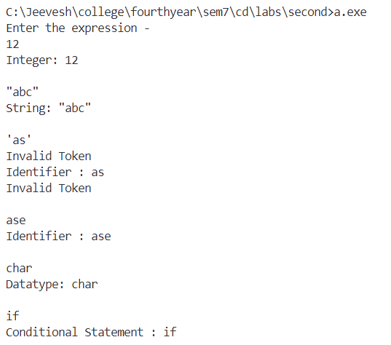 C:\Jeevesh\college\fourthyear\sem7\cd\labs\second>a.exe
Enter the expression -
12
Integer: 12
"abc"
String: "abc"
'as'
Invalid Token
Identifier : as
Invalid Token
ase
Identifier : ase
char
Datatype: char
if
Conditional Statement : if